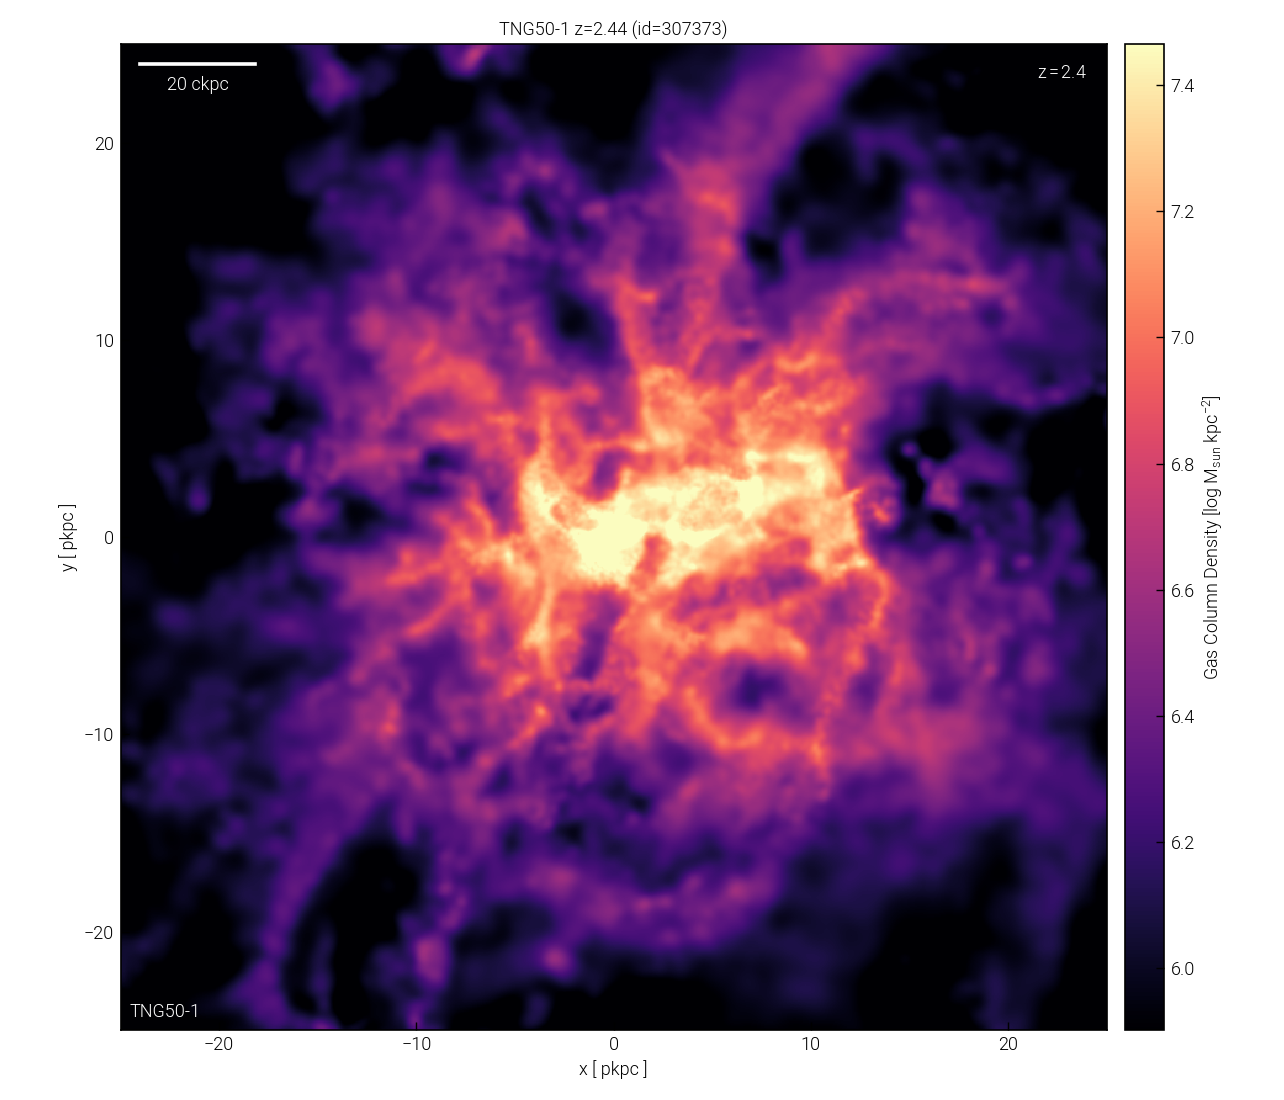 TNG50-1 z=2.44 (id=307373)
20 ckpc
z=2.4
TNG50-1
20
10
0
−10
−20
y [ pkpc ]
−20
−10
0
10
20
x [ pkpc ]
7.4
7.2
7.0
6.8
6.6
6.4
6.2
6.0
Gas Column Density [log M_sun kpc^−2]